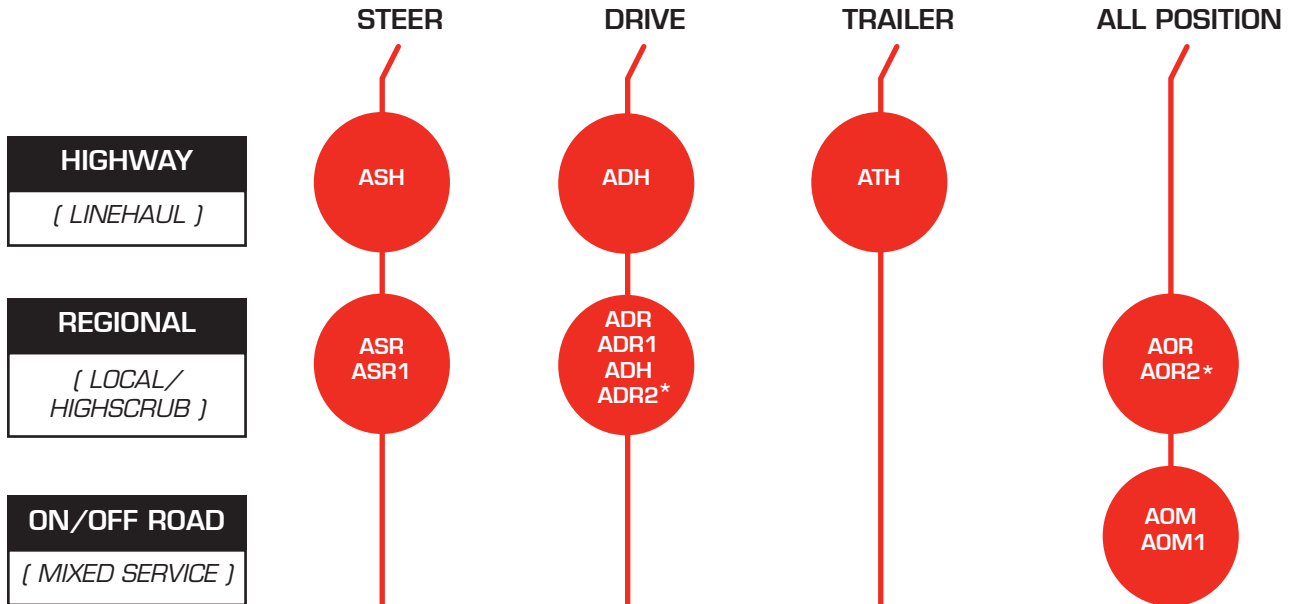 STEER
DRIVE
TRAILER
ALL POSITION
HIGHWAY
( LINEHAUL )
ASH
ADH
ATH
REGIONAL
( LOCAL/
HIGHSCRUB )
ASR
ASR1
ADR
ADR1
ADH
ADR2*
AOR
AOR2*
ON/OFF ROAD
( MIXED SERVICE )
AOM
AOM1